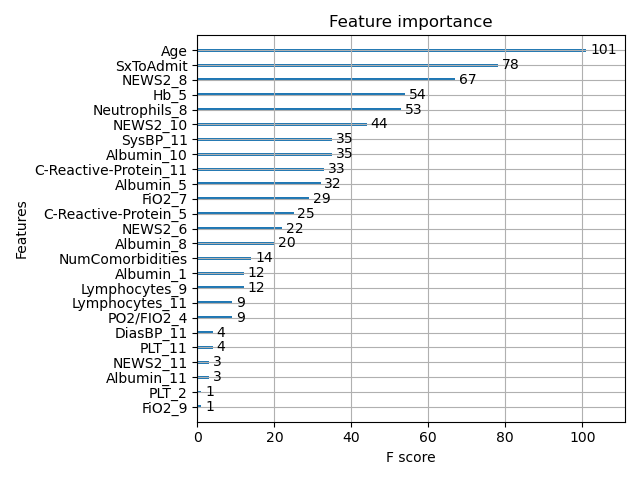 Feature importance
Features
Age 101
SxToAdmit 78
NEWS2_8 67
Hb_5 54
Neutrophils_8 53
NEWS2_10 44
SysBP_11 35
Albumin_10 35
C-Reactive-Protein_11 33
Albumin_5 32
FiO2_7 29
C-Reactive-Protein_5 25
NEWS2_6 22
Albumin_8 20
NumComorbidities 14
Albumin_1 12
Lymphocytes_9 12
Lymphocytes_11 9
PO2/FIO2_4 9
DiasBP_11 4
PLT_11 4
NEWS2_11 3
Albumin_11 3
PLT_2 1
FiO2_9 1
0 20 40 60 80 100
F score